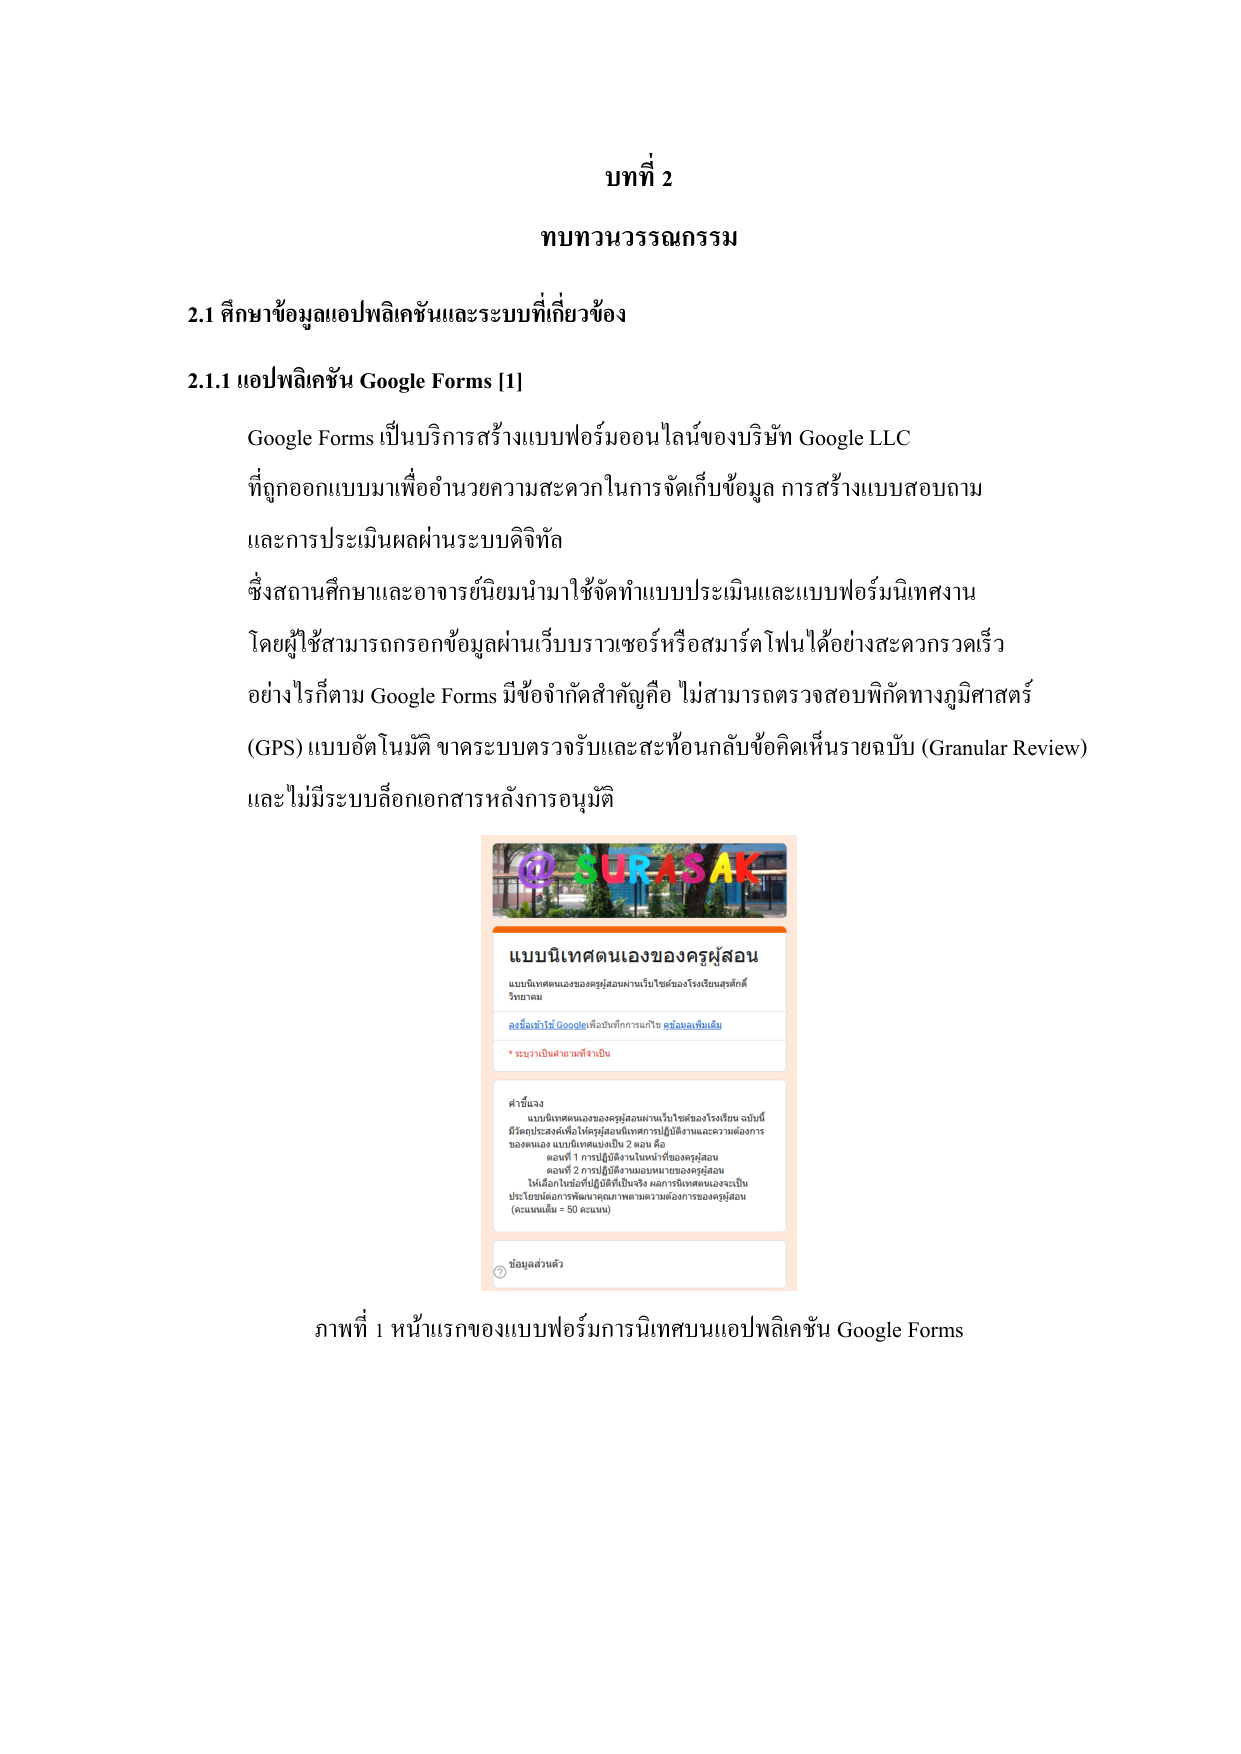 บทที่ 2
ทบทวนวรรณกรรม
2.1 ศึกษาข้อมูลแอปพลิเคชันและระบบที่เกี่ยวข้อง
2.1.1 แอปพลิเคชัน Google Forms [1]
Google Forms เป็นบริการสร้างแบบฟอร์มออนไลน์ของบริษัท Google LLC
ที่ถูกออกแบบมาเพื่ออำนวยความสะดวกในการจัดเก็บข้อมูล การสร้างแบบสอบถาม
และการประเมินผลผ่านระบบดิจิทัล
ซึ่งสถานศึกษาและอาจารย์นิยมนำมาใช้จัดทำแบบประเมินและแบบฟอร์มนิเทศงาน
โดยผู้ใช้สามารถกรอกข้อมูลผ่านเว็บบราวเซอร์หรือสมาร์ตโฟนได้อย่างสะดวกรวดเร็ว
อย่างไรก็ตาม Google Forms มีข้อจำกัดสำคัญคือ ไม่สามารถตรวจสอบพิกัดทางภูมิศาสตร์
(GPS) แบบอัตโนมัติ ขาดระบบตรวจรับและสะท้อนกลับข้อคิดเห็นรายฉบับ (Granular Review)
และไม่มีระบบล็อกเอกสารหลังการอนุมัติ
@ SURASAK
แบบนิเทศตนเองของครูผู้สอน
แบบนิเทศตนเองของครูผู้สอนผ่านเว็บไซต์ของโรงเรียนสุรศักดิ์
วิทยาคม
ลงชื่อเข้าใช้ Googleเพื่อบันทึกการแก้ไข ดูข้อมูลเพิ่มเติม
* ระบุว่าเป็นคำถามที่จำเป็น
คำชี้แจง
แบบนิเทศตนเองของครูผู้สอนผ่านเว็บไซต์ของโรงเรียน ฉบับนี้
มีวัตถุประสงค์เพื่อให้ครูผู้สอนนิเทศการปฏิบัติงานและความต้องการ
ของตนเอง แบบนิเทศแบ่งเป็น 2 ตอน คือ
ตอนที่ 1 การปฏิบัติงานในหน้าที่ของครูผู้สอน
ตอนที่ 2 การปฏิบัติงานมอบหมายของครูผู้สอน
ให้เลือกในข้อที่ปฏิบัติที่เป็นจริง ผลการนิเทศตนเองจะเป็น
ประโยชน์ต่อการพัฒนาคุณภาพตามความต้องการของครูผู้สอน
(คะแนนเต็ม = 50 คะแนน)
ข้อมูลส่วนตัว
ภาพที่ 1 หน้าแรกของแบบฟอร์มการนิเทศบนแอปพลิเคชัน Google Forms